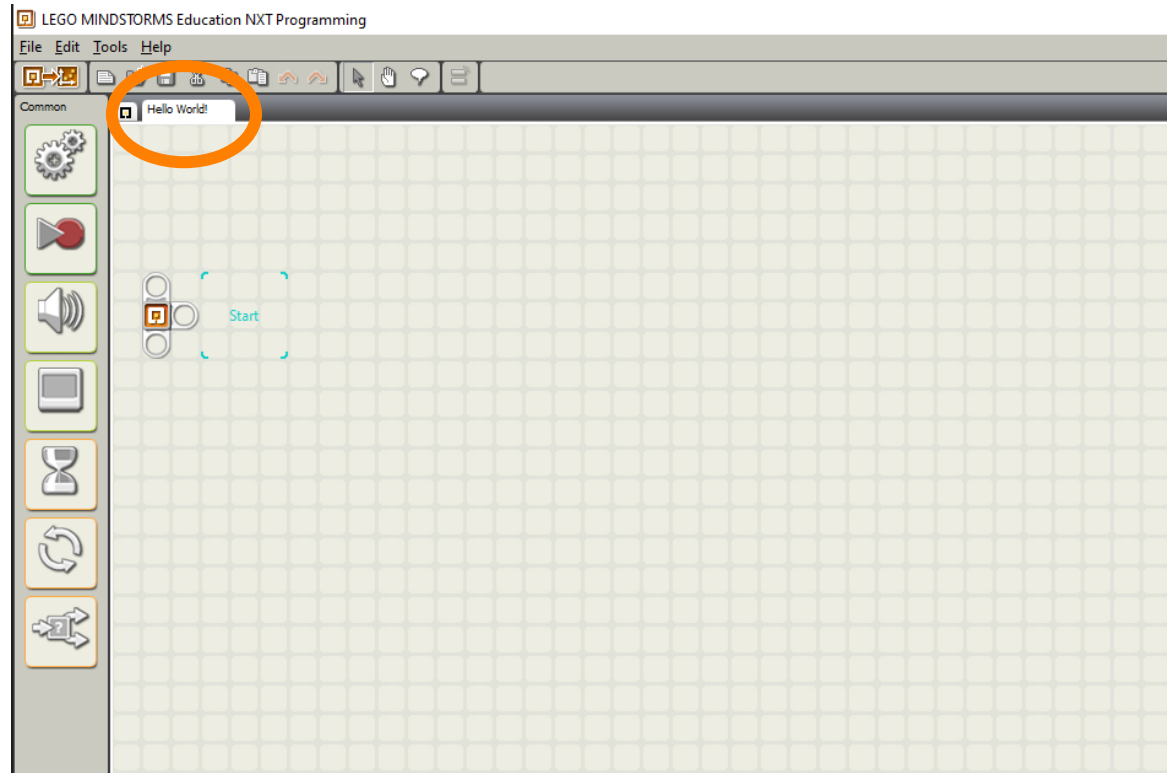 LEGO MINDSTORMS Education NXT Programming
File Edit Tools Help
Common
Hello World!
Start
?